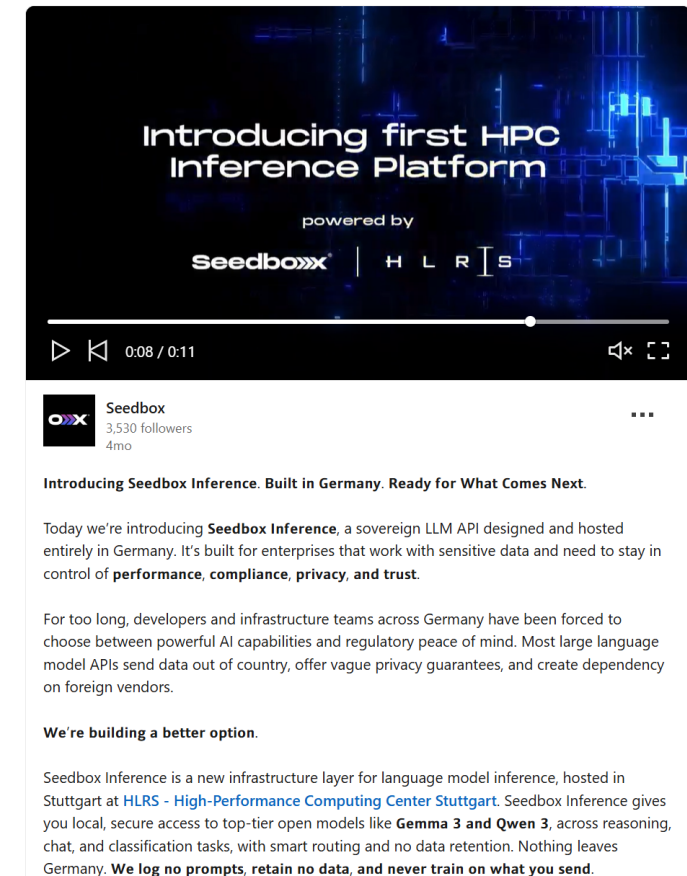 Introducing first HPC
Inference Platform
powered by
Seedboxx
H L R I S
0:08 / 0:11
Seedbox
3,530 followers
4mo
Introducing Seedbox Inference. Built in Germany. Ready for What Comes Next.
Today we're introducing Seedbox Inference, a sovereign LLM API designed and hosted
entirely in Germany. It's built for enterprises that work with sensitive data and need to stay in
control of performance, compliance, privacy, and trust.
For too long, developers and infrastructure teams across Germany have been forced to
choose between powerful AI capabilities and regulatory peace of mind. Most large language
model APIs send data out of country, offer vague privacy guarantees, and create dependency
on foreign vendors.
We're building a better option.
Seedbox Inference is a new infrastructure layer for language model inference, hosted in
Stuttgart at HLRS - High-Performance Computing Center Stuttgart. Seedbox Inference gives
you local, secure access to top-tier open models like Gemma 3 and Qwen 3, across reasoning,
chat, and classification tasks, with smart routing and no data retention. Nothing leaves
Germany. We log no prompts, retain no data, and never train on what you send.